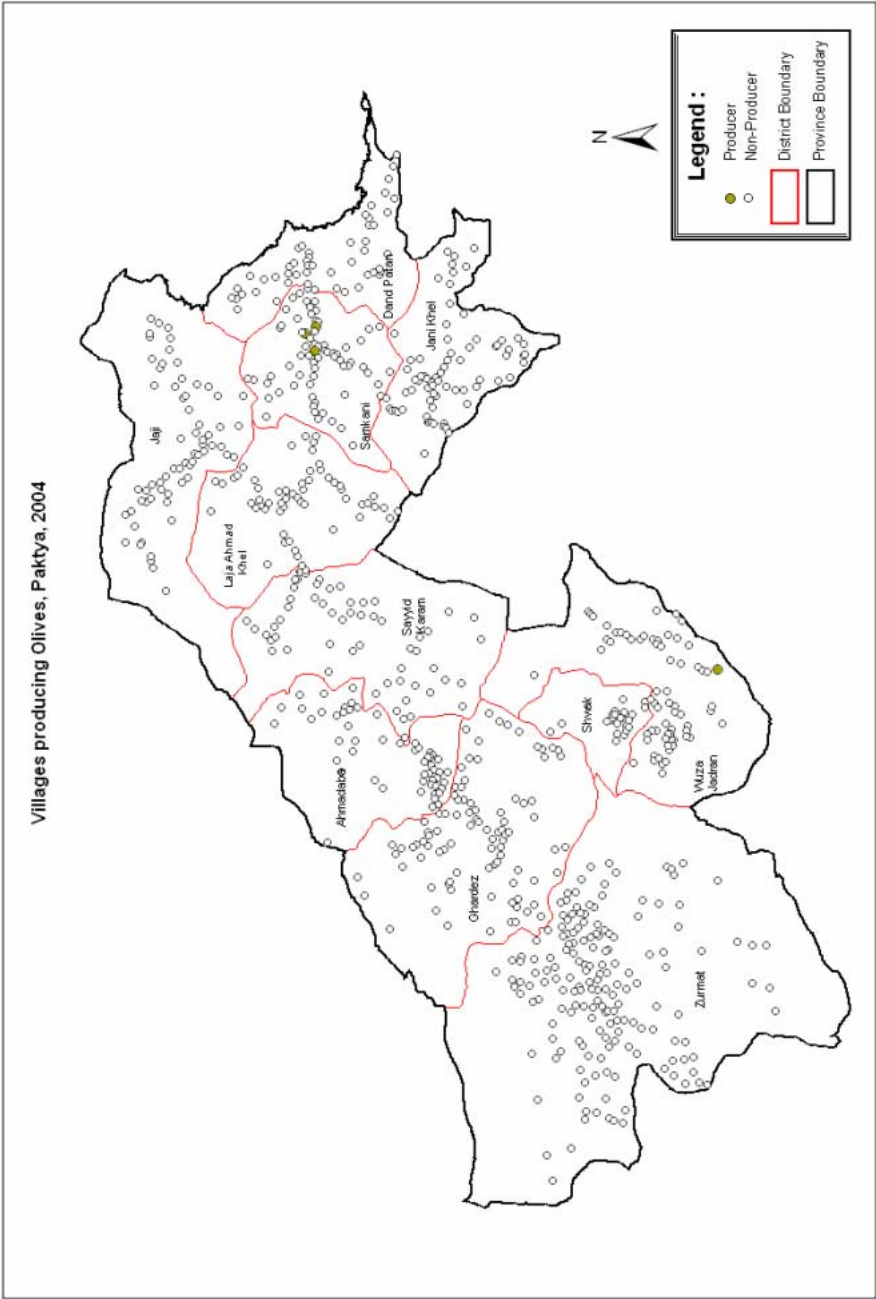 Villages producing Olives, Paktya, 2004
Jaji
Laja Ahmad
Khel
Samkani
Dand Patan
Jani Khel
Sayyid
Karam
Ahmadaba
Ghardez
Shwak
Wuza
Jadran
Zurmat
N
Legend :
Producer
Non-Producer
District Boundary
Province Boundary